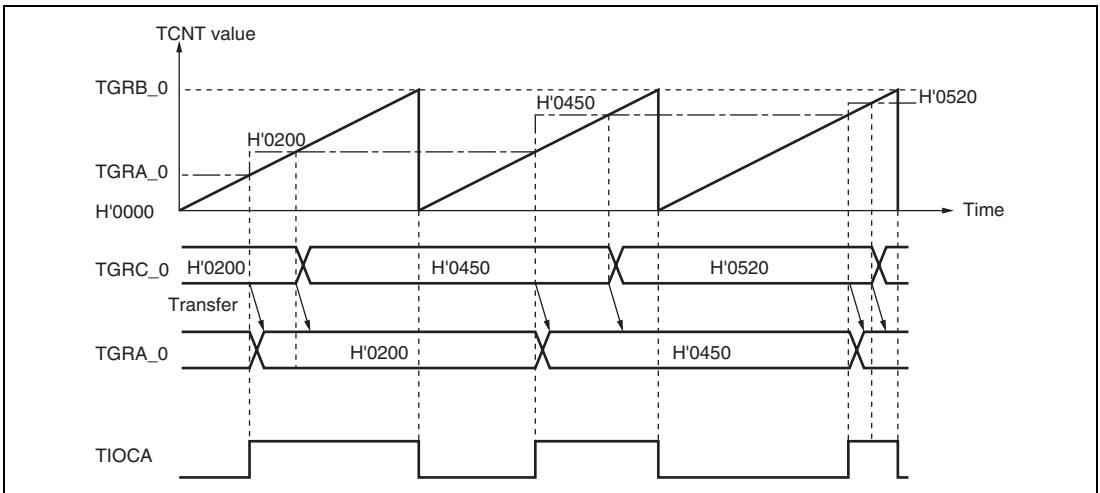 TCNT value
TGRB_0
H'0520
H'0450
H'0200
TGRA_0
H'0000
Time
TGRC_0
H'0200
H'0450
H'0520
Transfer
TGRA_0
H'0200
H'0450
TIOCA